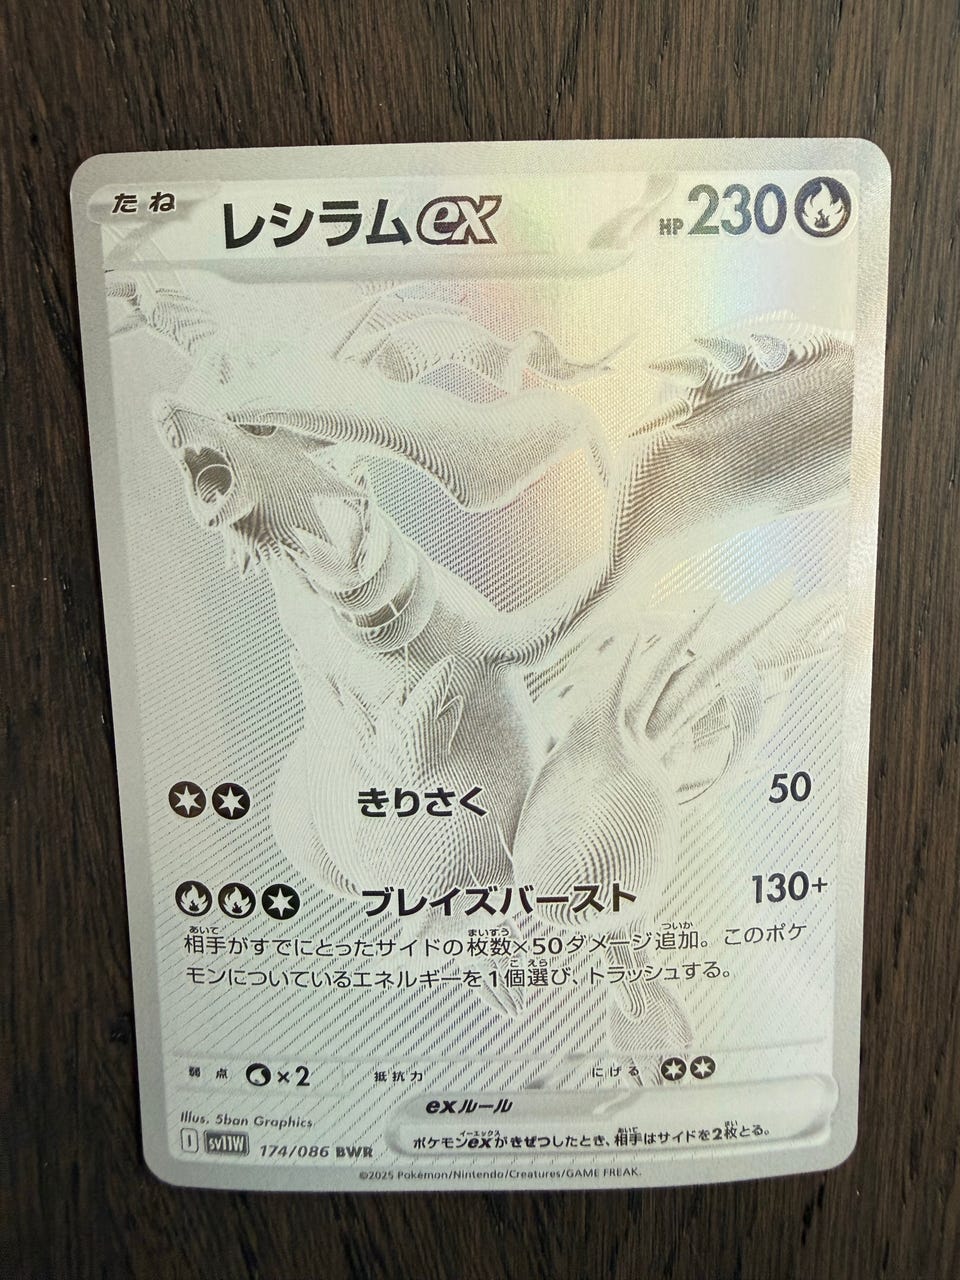 たね レシラムex HP230
きりさく 50
ブレイズバースト 130+
相手がすでにとったサイドの枚数×50ダメージ追加。このポケ
モンについているエネルギーを1個選び、トラッシュする。
弱点 ×2 抵抗力 にげる
exルール
ポケモンexがきぜつしたとき、相手はサイドを2枚とる。
Illus. 5ban Graphics
I SV11W 174/086 BWR
©2025 Pokémon/Nintendo/Creatures/GAME FREAK.